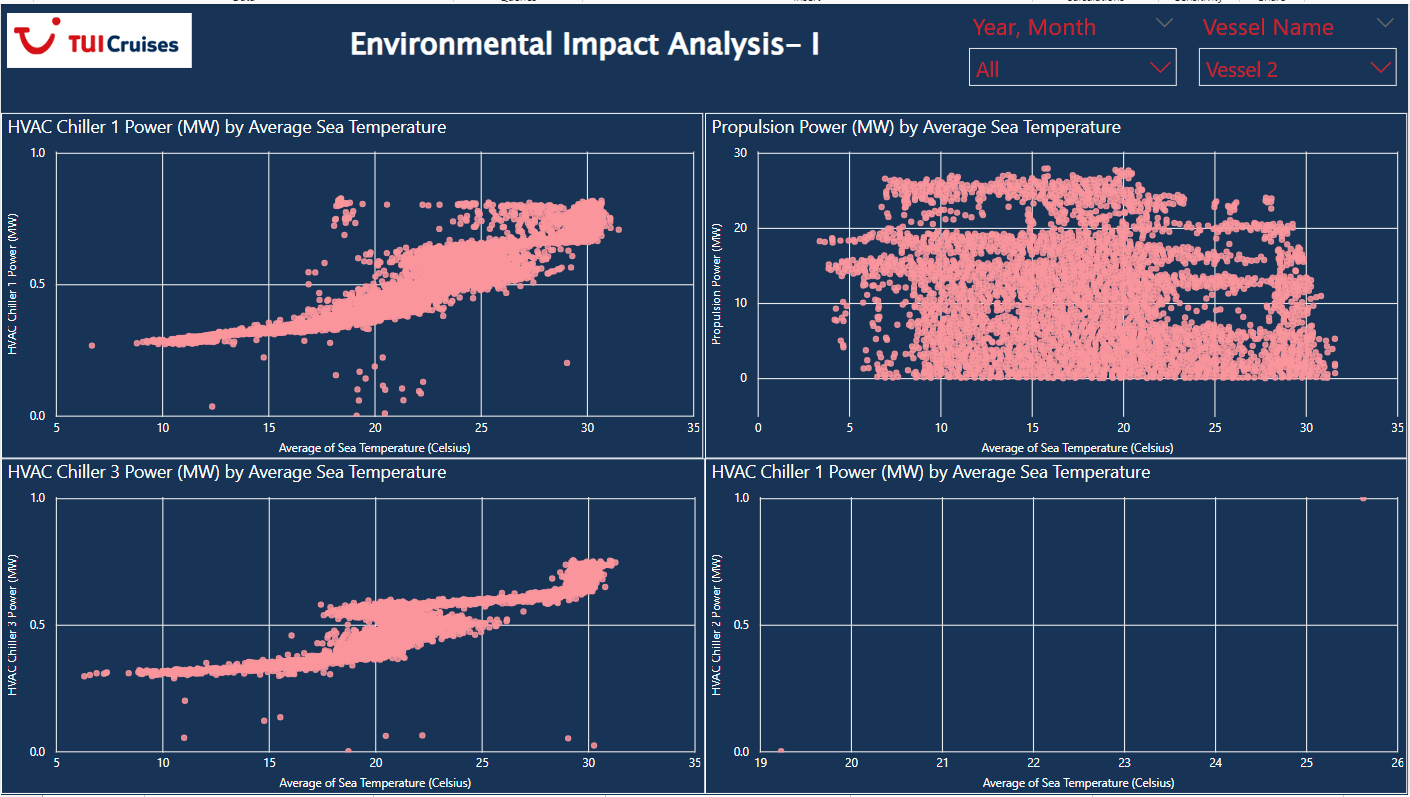 TUI Cruises
Environmental Impact Analysis– I
Year, Month
Vessel Name
All
Vessel 2
HVAC Chiller 1 Power (MW) by Average Sea Temperature
HVAC Chiller 1 Power (MW)
1.0
0.5
0.0
5 10 15 20 25 30 35
Average of Sea Temperature (Celsius)
Propulsion Power (MW) by Average Sea Temperature
Propulsion Power (MW)
30
20
10
0
0 5 10 15 20 25 30 35
Average of Sea Temperature (Celsius)
HVAC Chiller 3 Power (MW) by Average Sea Temperature
HVAC Chiller 3 Power (MW)
1.0
0.5
0.0
5 10 15 20 25 30 35
Average of Sea Temperature (Celsius)
HVAC Chiller 1 Power (MW) by Average Sea Temperature
HVAC Chiller 2 Power (MW)
1.0
0.5
0.0
19 20 21 22 23 24 25 26
Average of Sea Temperature (Celsius)